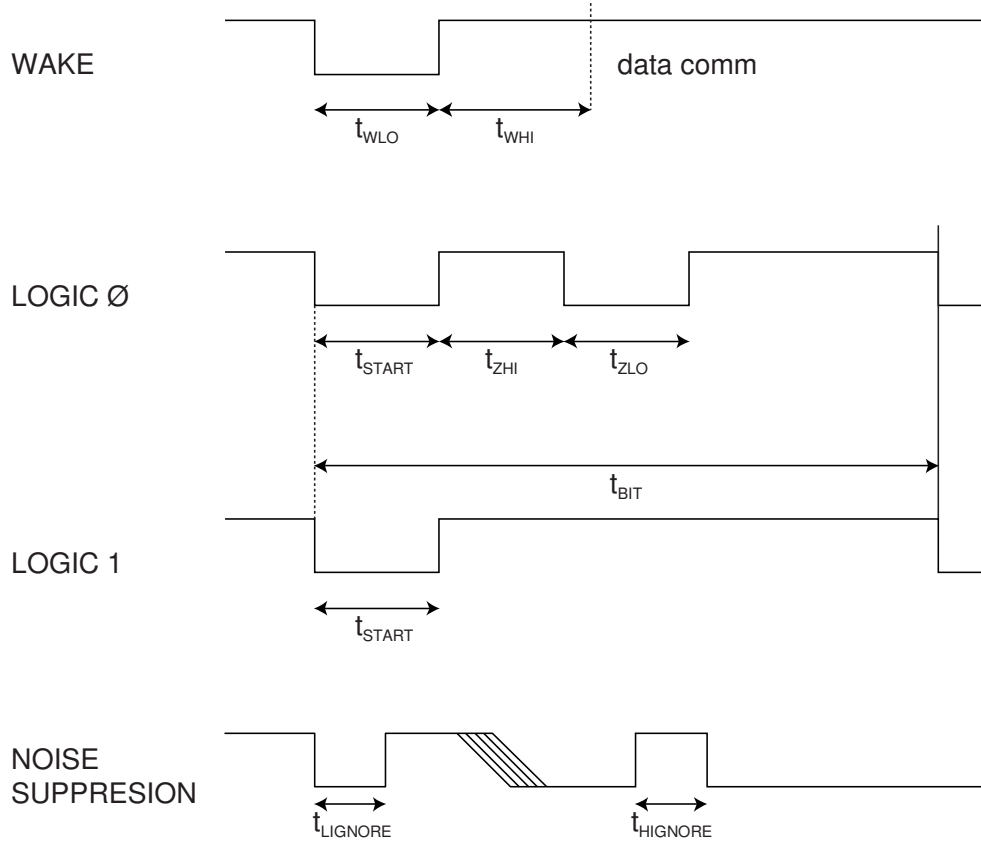 WAKE
data comm
tWLO
tWHI
LOGIC Ø
tSTART
tZHI
tZLO
tBIT
LOGIC 1
tSTART
NOISE
SUPPRESION
tLIGNORE
tHIGNORE